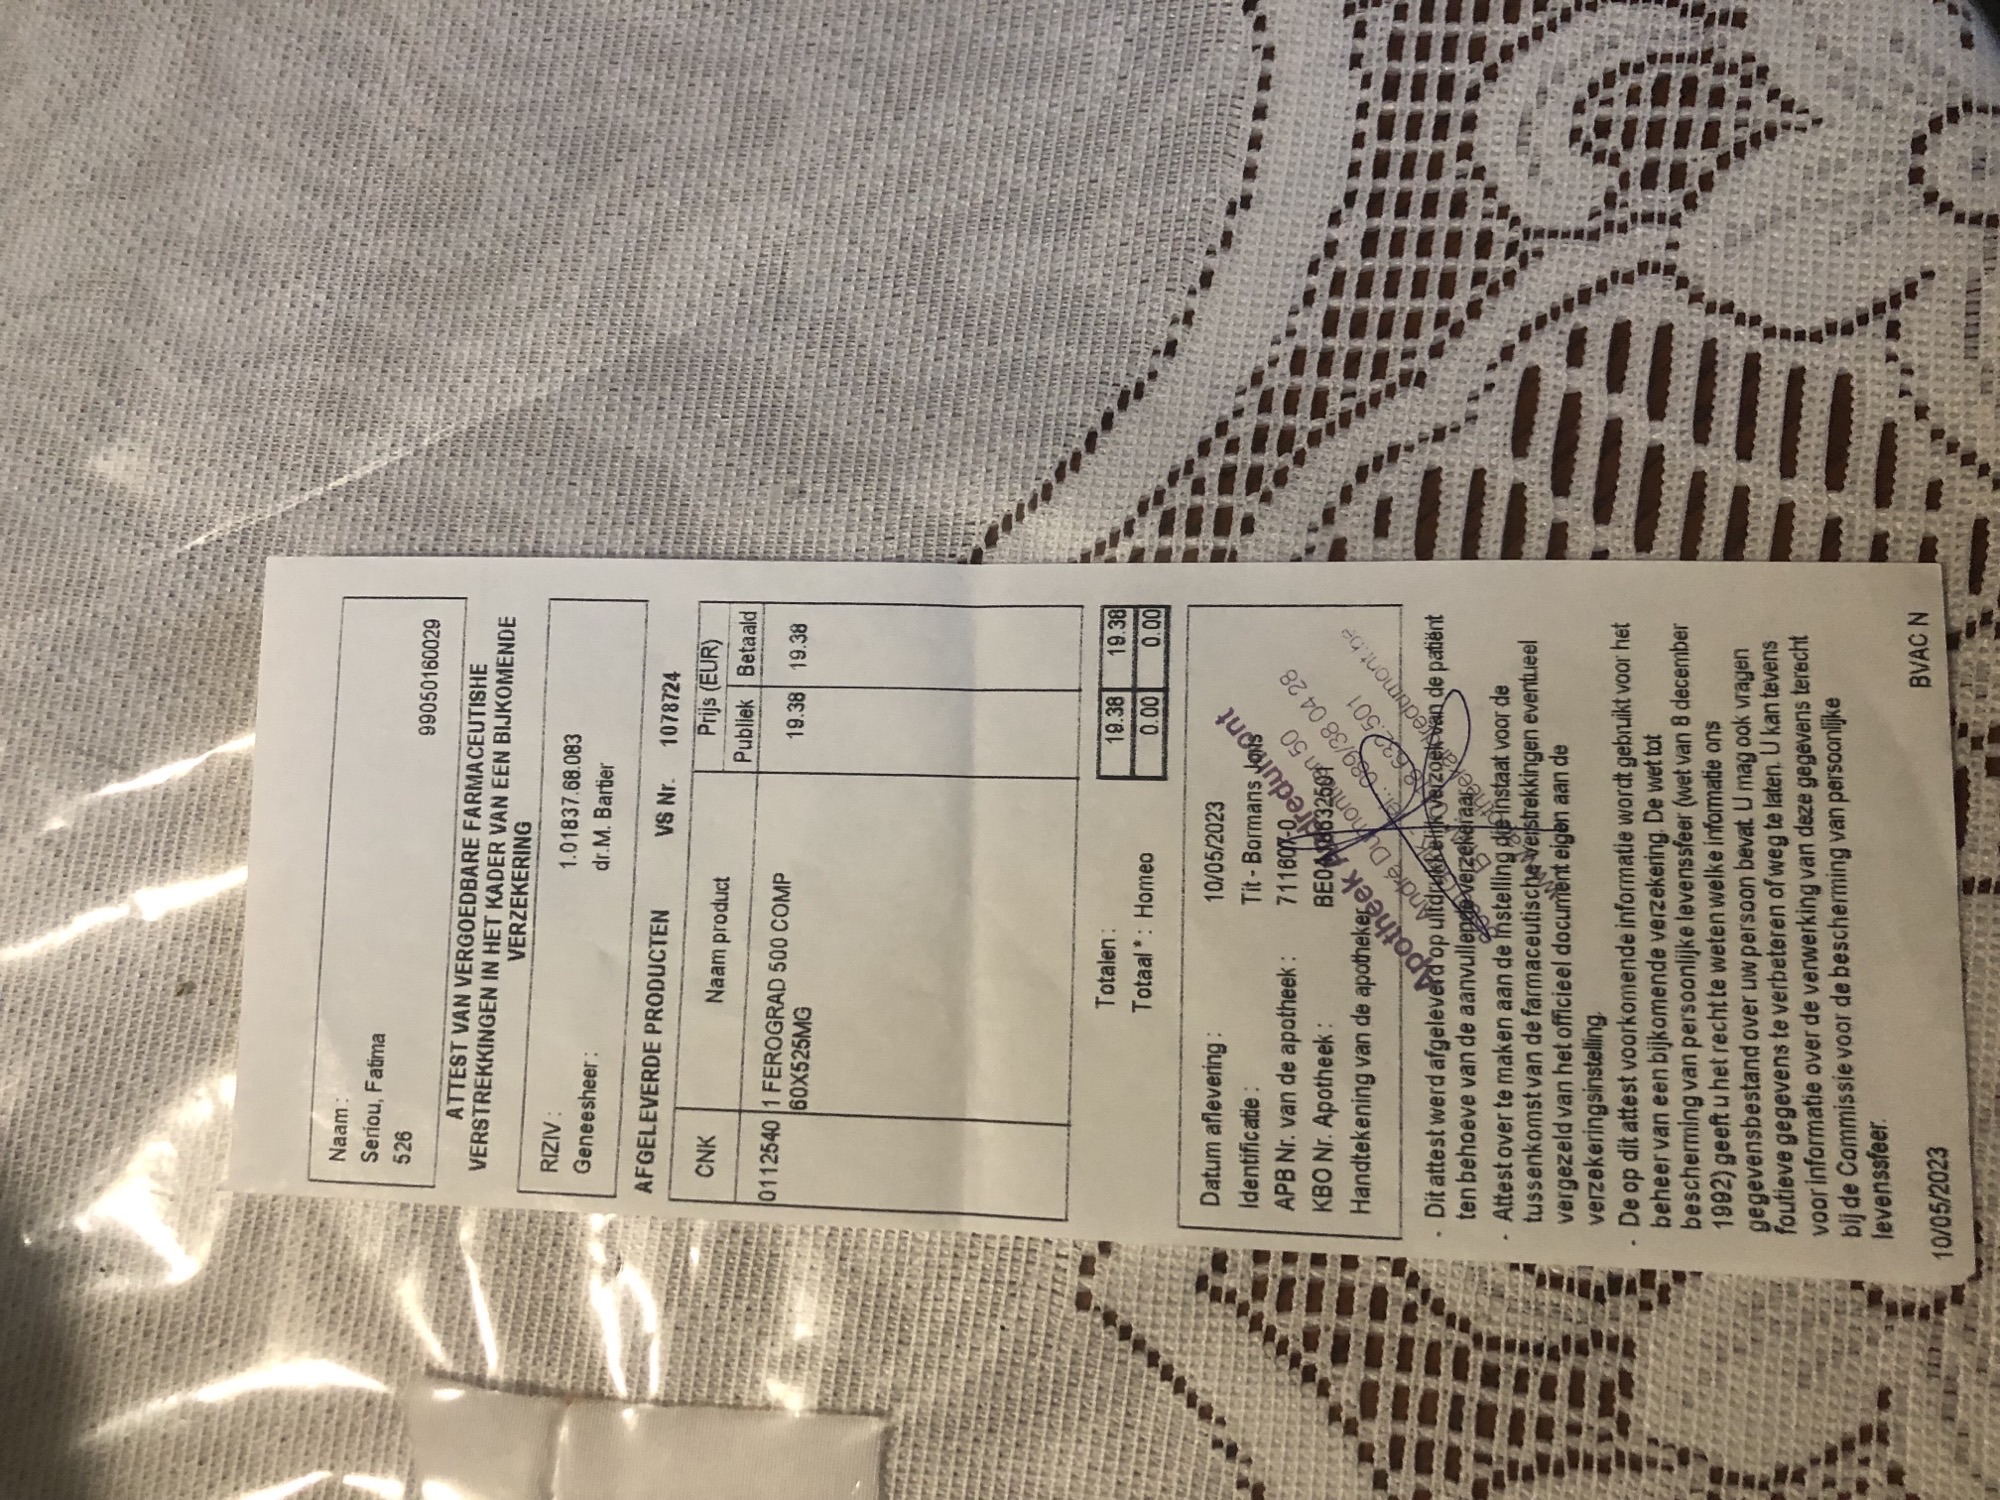 Naam :
Seriou, Fatima
526
99050160029
ATTEST VAN VERGOEDBARE FARMACEUTISHE
VERSTREKKINGEN IN HET KADER VAN EEN BIJKOMENDE
VERZEKERING
RIZIV : 1.01837.68.083
Geneesheer : dr.M. Bartier
AFGELEVERDE PRODUCTEN VS Nr. 1078724
CNK Naam product Prijs (EUR)
Publiek Betaald
0112540 1 FEROGRAD 500 COMP 19.38 19.38
60X525MG
Totalen : 19.38 19.38
Totaal * : Homeo 0.00 0.00
Datum aflevering : 10/05/2023
Identificatie : Tit - Bormans Joris
APB Nr. van de apotheek : 711607-0
KBO Nr. Apotheek :
Handtekening van de apotheker
Apotheek
089/38 04 28
- Dit attest werd afgeleverd op uitdrukkelijk verzoek van de patiënt
ten behoeve van de aanvullende verzekeraar.
- Attest over te maken aan de instelling die instaat voor de
tussenkomst van de farmaceutische verstrekkingen eventueel
vergezeld van het officieel document eigen aan de
verzekeringsinstelling.
- De op dit attest voorkomende informatie wordt gebruikt voor het
beheer van een bijkomende verzekering. De wet tot
bescherming van persoonlijke levenssfeer (wet van 8 december
1992) geeft u het recht te weten welke informatie ons
gegevensbestand over uw persoon bevat. U mag ook vragen
foutieve gegevens te verbeteren of weg te laten. U kan tevens
voor informatie over de verwerking van deze gegevens terecht
bij de Commissie voor de bescherming van persoonlijke
levenssfeer.
10/05/2023 BVAC N